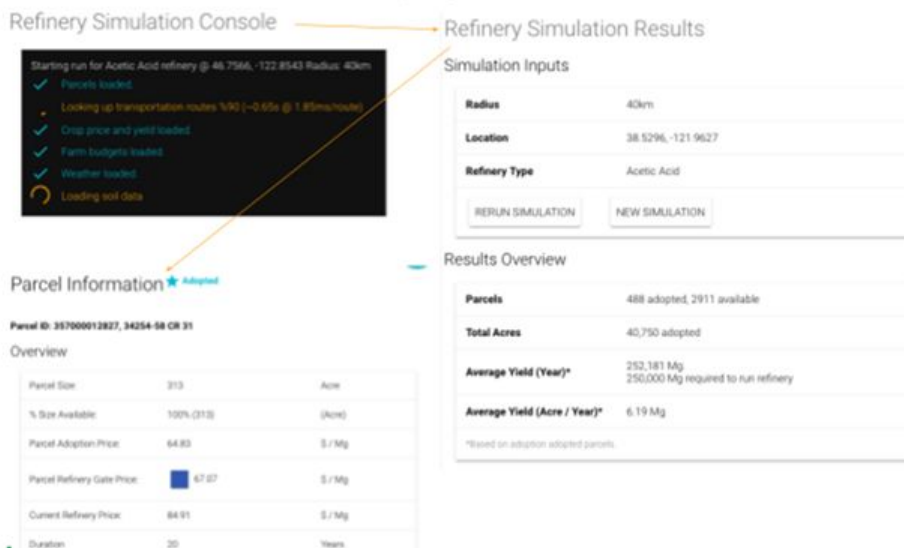 Refinery Simulation Console
Starting run for Acetic Acid refinery @ 46.7566, -122.8543 Radius: 40km
Parcels loaded.
Looking up transportation routes %90 (~0.65s @ 1.85ms/route)
Crop price and yield loaded.
Farm budgets loaded.
Weather loaded.
Loading soil data
Parcel Information Adopted
Parcel ID: 357000012827, 34254-58 CR 31
Overview
Parcel Size: 313 Acre
% Size Available: 100% (313) (Acre)
Parcel Adoption Price: 64.83 $ / Mg
Parcel Refinery Gate Price: 67.07 $ / Mg
Current Refinery Price: 84.91 $ / Mg
Duration 20 Years
Refinery Simulation Results
Simulation Inputs
Radius 40km
Location 38.5296, -121.9627
Refinery Type Acetic Acid
RERUN SIMULATION NEW SIMULATION
Results Overview
Parcels 488 adopted, 2911 available
Total Acres 40,750 adopted
Average Yield (Year)* 252,181 Mg
250,000 Mg required to run refinery
Average Yield (Acre / Year)* 6.19 Mg
*Based on adoption adopted parcels.